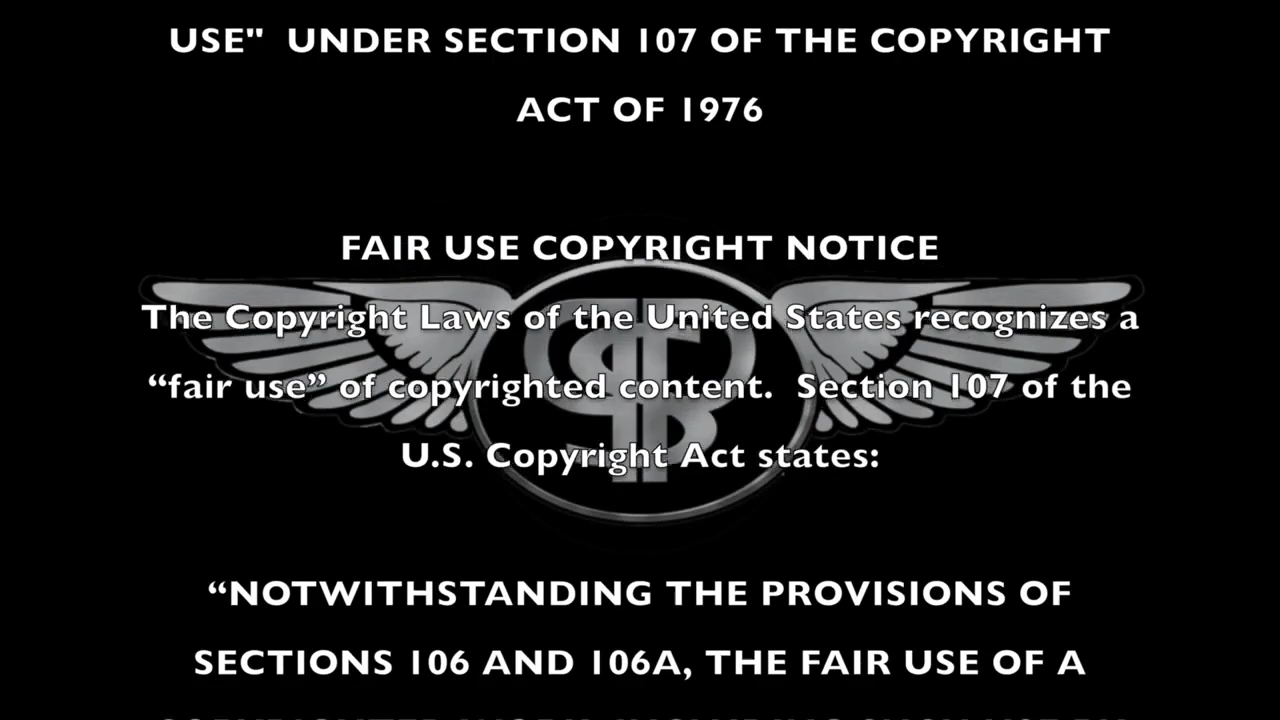 USE"  UNDER SECTION 107 OF THE COPYRIGHT
ACT OF 1976
FAIR USE COPYRIGHT NOTICE
The Copyright Laws of the United States recognizes a
“fair use” of copyrighted content.  Section 107 of the
U.S. Copyright Act states:
“NOTWITHSTANDING THE PROVISIONS OF
SECTIONS 106 AND 106A, THE FAIR USE OF A